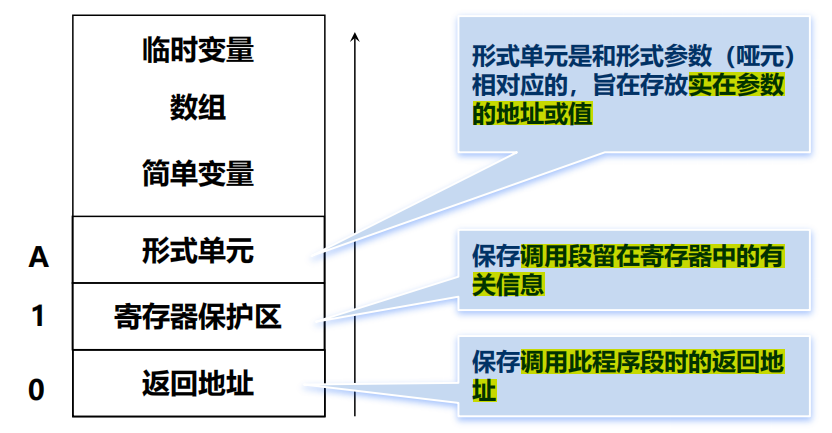 临时变量
数组
简单变量
A
形式单元
1
寄存器保护区
0
返回地址
形式单元是和形式参数（哑元）
相对应的，旨在存放实在参数
的地址或值
保存调用段留在寄存器中的有
关信息
保存调用此程序段时的返回地
址